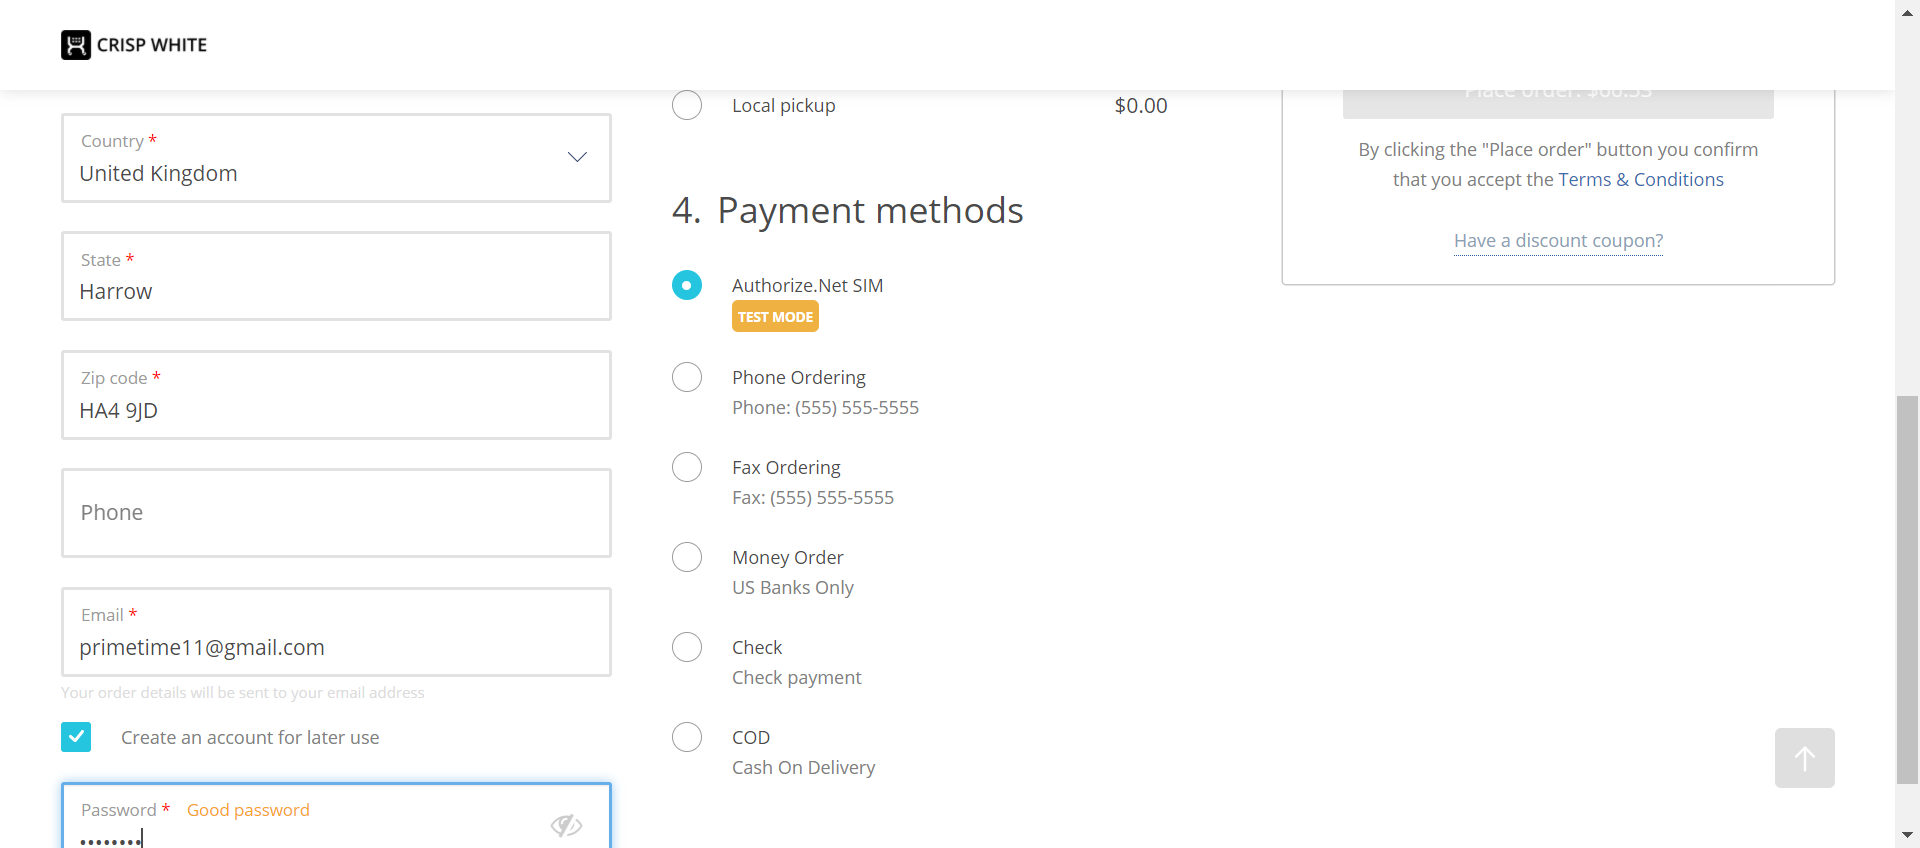 CRISP WHITE
Country *
United Kingdom
State *
Harrow
Zip code *
HA4 9JD
Phone
Email *
primetime11@gmail.com
Your order details will be sent to your email address
Create an account for later use
Password * Good password
••••••••
Local pickup $0.00
4. Payment methods
Authorize.Net SIM
TEST MODE
Phone Ordering
Phone: (555) 555-5555
Fax Ordering
Fax: (555) 555-5555
Money Order
US Banks Only
Check
Check payment
COD
Cash On Delivery
Place order: $66.53
By clicking the "Place order" button you confirm
that you accept the Terms & Conditions
Have a discount coupon?